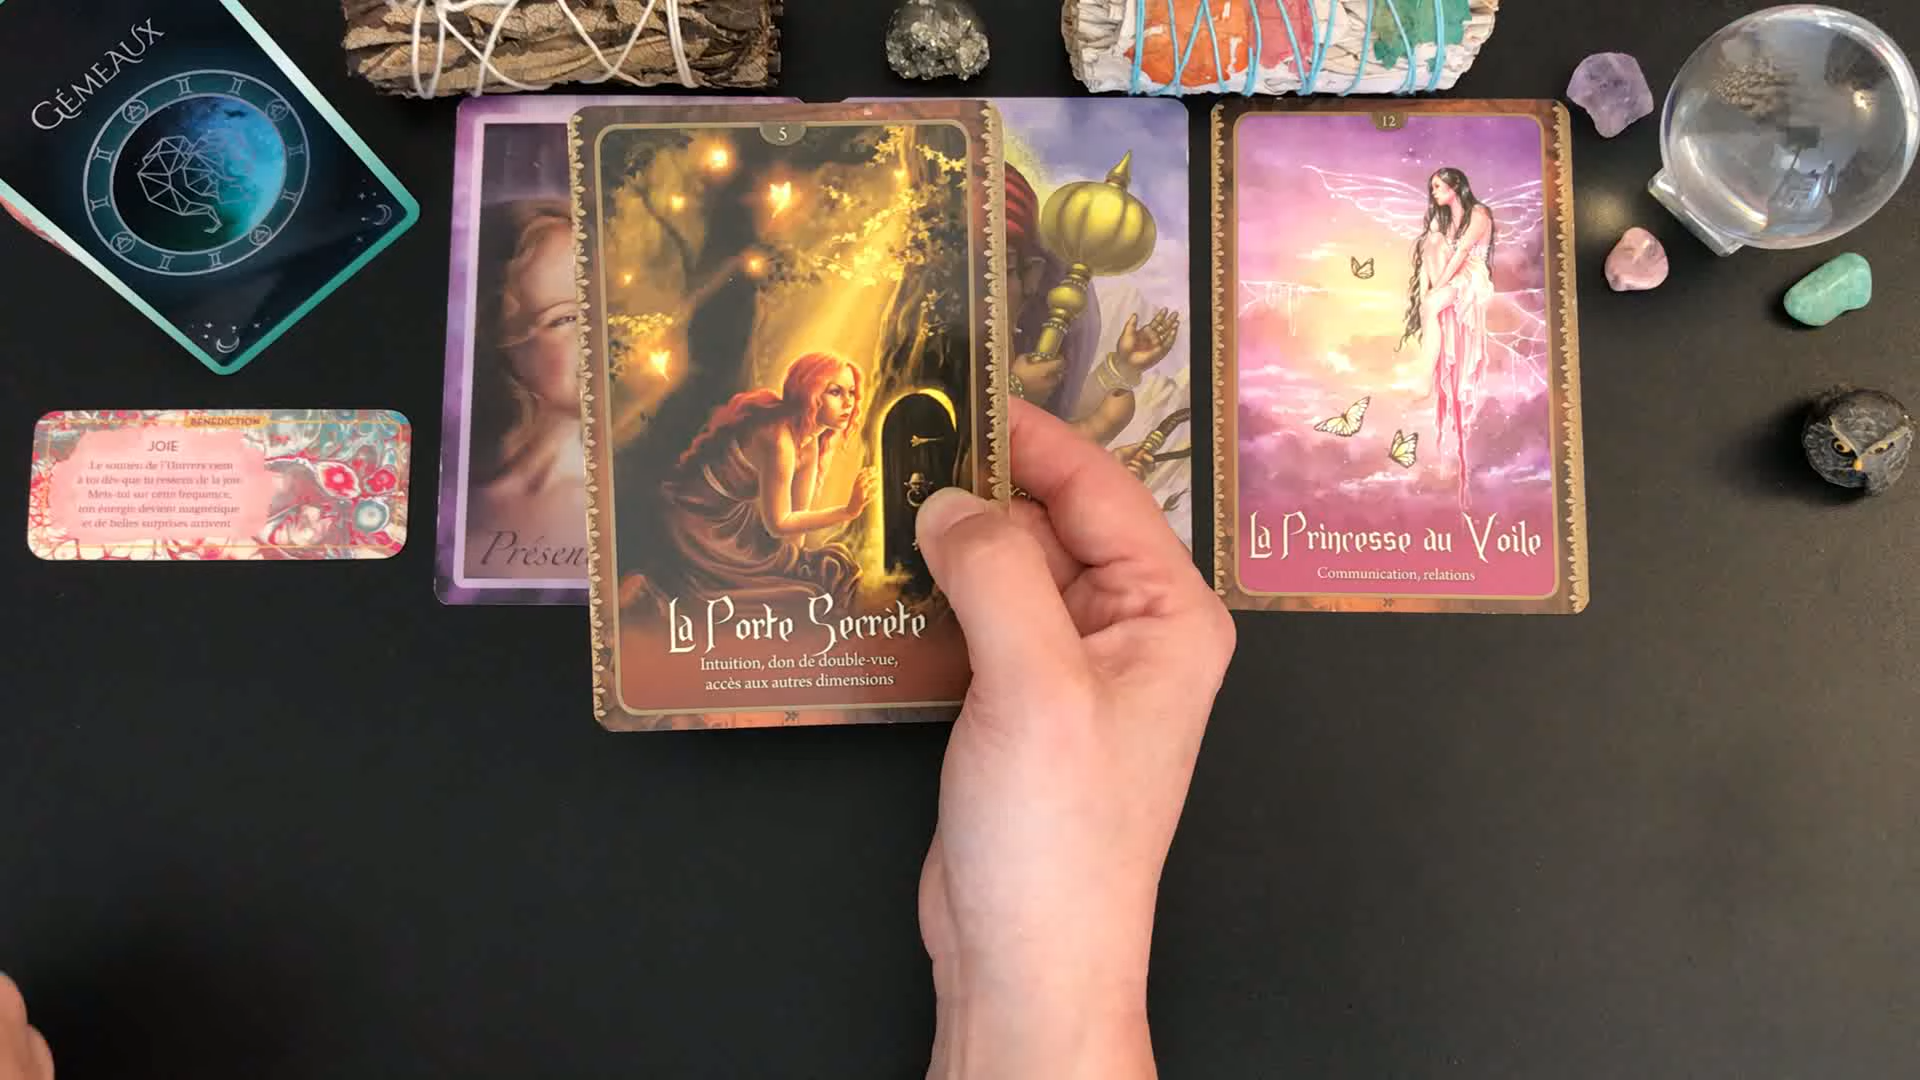 GÉMEAUX
BÉNÉDICTION
JOIE
Le soutien de l'Univers vient
à toi dès que tu ressens de la joie.
Mets-toi sur cette fréquence,
ton énergie devient magnétique
et de belles surprises arrivent.
Présen
5
La Porte Secrète
Intuition, don de double-vue,
accès aux autres dimensions
12
La Princesse du Voile
Communication, relations